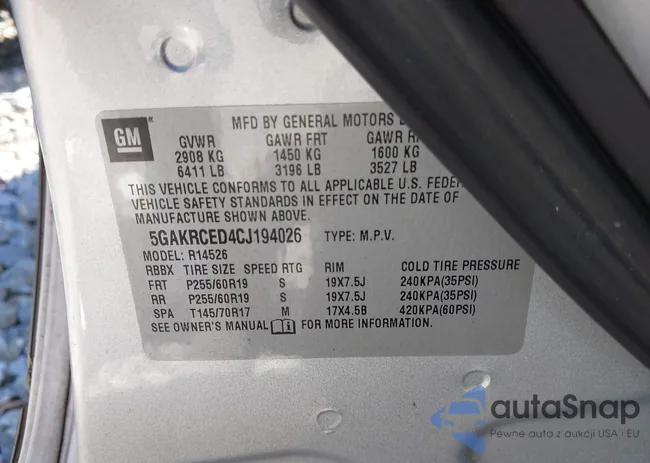 GM
MFD BY GENERAL MOTORS
GVWR GAWR FRT GAWR
2908 KG 1450 KG 1600 KG
6411 LB 3196 LB 3527 LB
THIS VEHICLE CONFORMS TO ALL APPLICABLE U.S.
VEHICLE SAFETY STANDARDS IN EFFECT ON THE DATE OF
MANUFACTURE SHOWN ABOVE.
5GAKRCED4CJ194026 TYPE: M.P.V.
MODEL: R14526
RBBX TIRE SIZE SPEED RTG RIM COLD TIRE PRESSURE
FRT P255/60R19 S 19X7.5J 240KPA(35PSI)
RR P255/60R19 S 19X7.5J 240KPA(35PSI)
SPA T145/70R17 M 17X4.5B 420KPA(60PSI)
SEE OWNER'S MANUAL FOR MORE INFORMATION.
autaSnap
Pewne auta z aukcji USA i EU